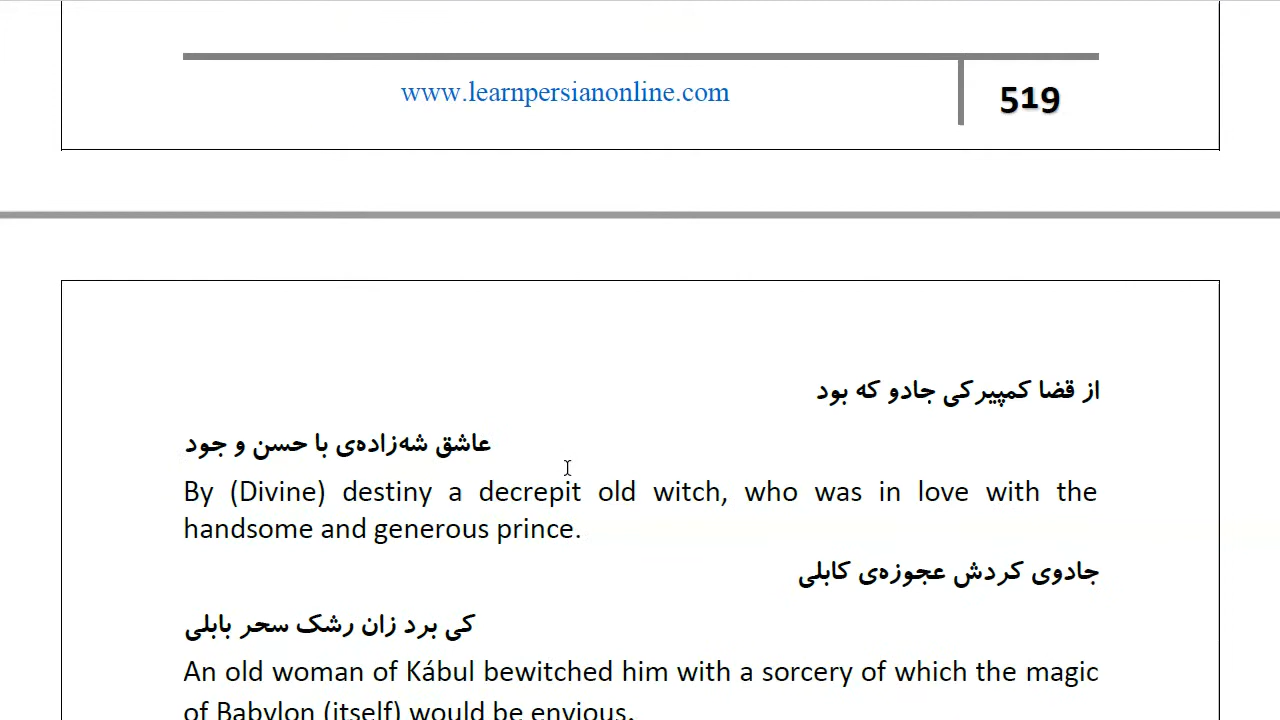 www.learnpersianonline.com
519
از قضا کمپیرکی جادو که بود
عاشق شه‌زاده‌ی با حسن و جود
By (Divine) destiny a decrepit old witch, who was in love with the
handsome and generous prince.
جادوی کردش عجوزه‌ی کابلی
کی برد زان رشک سحر بابلی
An old woman of Kábul bewitched him with a sorcery of which the magic
of Babylon (itself) would be envious.